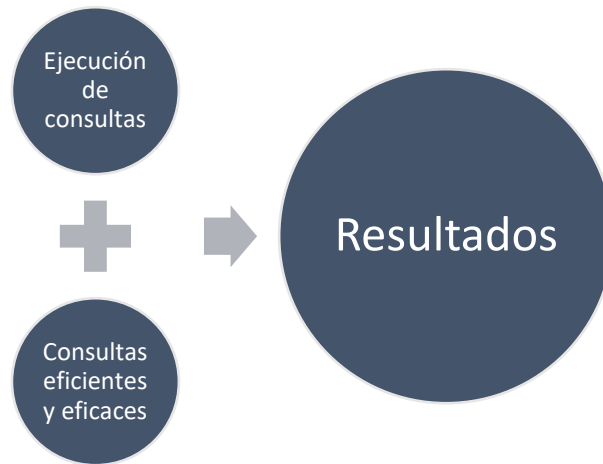 Ejecución
de
consultas
Consultas
eficientes
y eficaces
Resultados